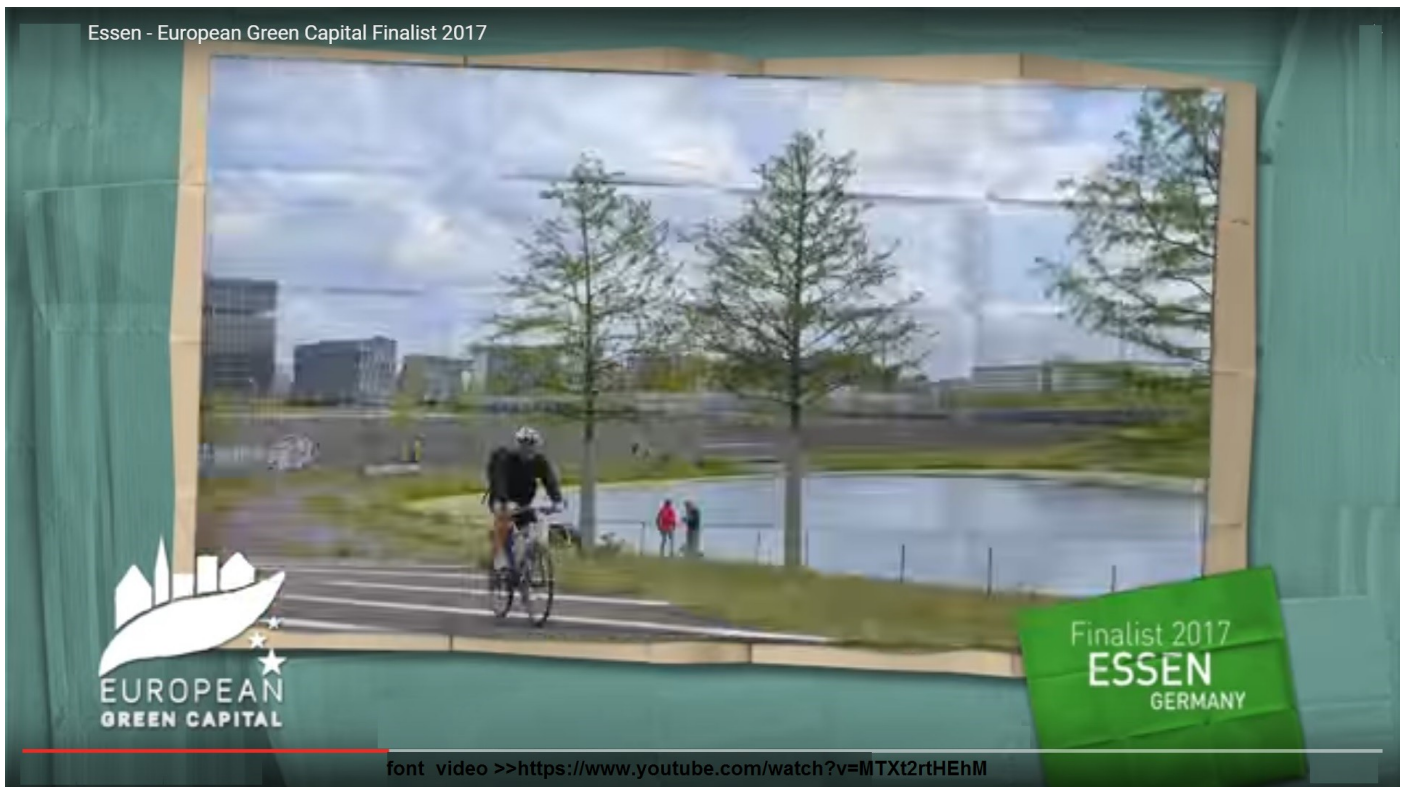 Essen - European Green Capital Finalist 2017
EUROPEAN
GREEN CAPITAL
Finalist 2017
ESSEN
GERMANY
font video >>https://www.youtube.com/watch?v=MTXt2rtHEhM